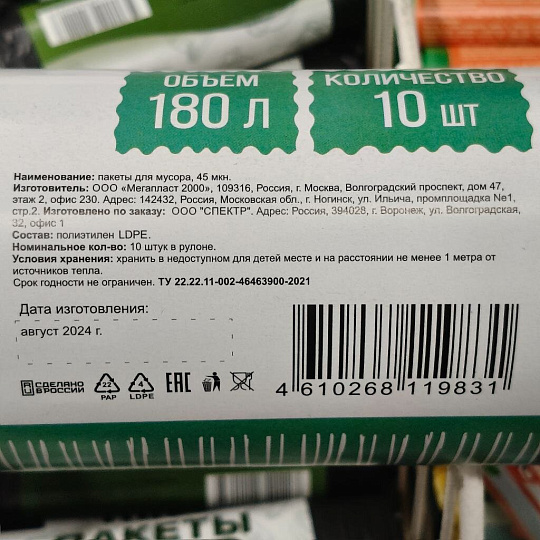 ОБЪЕМ
180 Л
КОЛИЧЕСТВО
10 ШТ
Наименование: пакеты для мусора, 45 мкн.
Изготовитель: ООО «Мегапласт 2000», 109316, Россия, г. Москва, Волгоградский проспект, дом 47,
этаж 2, офис 230. Адрес: 142432, Россия, Московская обл., г. Ногинск, ул. Ильича, промплощадка №1,
стр.2. Изготовлено по заказу: ООО "СПЕКТР". Адрес: Россия, 394028, г. Воронеж, ул. Волгоградская,
32, офис 1
Состав: полиэтилен LDPE.
Номинальное кол-во: 10 штук в рулоне.
Условия хранения: хранить в недоступном для детей месте и на расстоянии не менее 1 метра от
источников тепла.
Срок годности не ограничен. ТУ 22.22.11-002-46463900-2021
Дата изготовления:
август 2024 г.
СДЕЛАНО
В РОССИИ
22
PAP
4
LDPE
EAC
4 610268 119831
ПАКЕТЫ